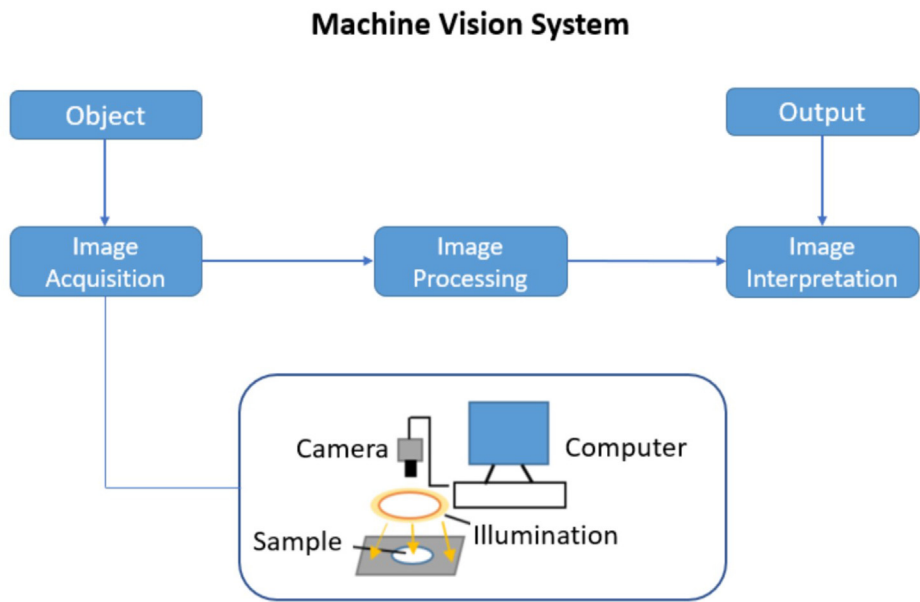 Machine Vision System
Object
Output
Image
Acquisition
Image
Processing
Image
Interpretation
Camera
Computer
Sample
Illumination